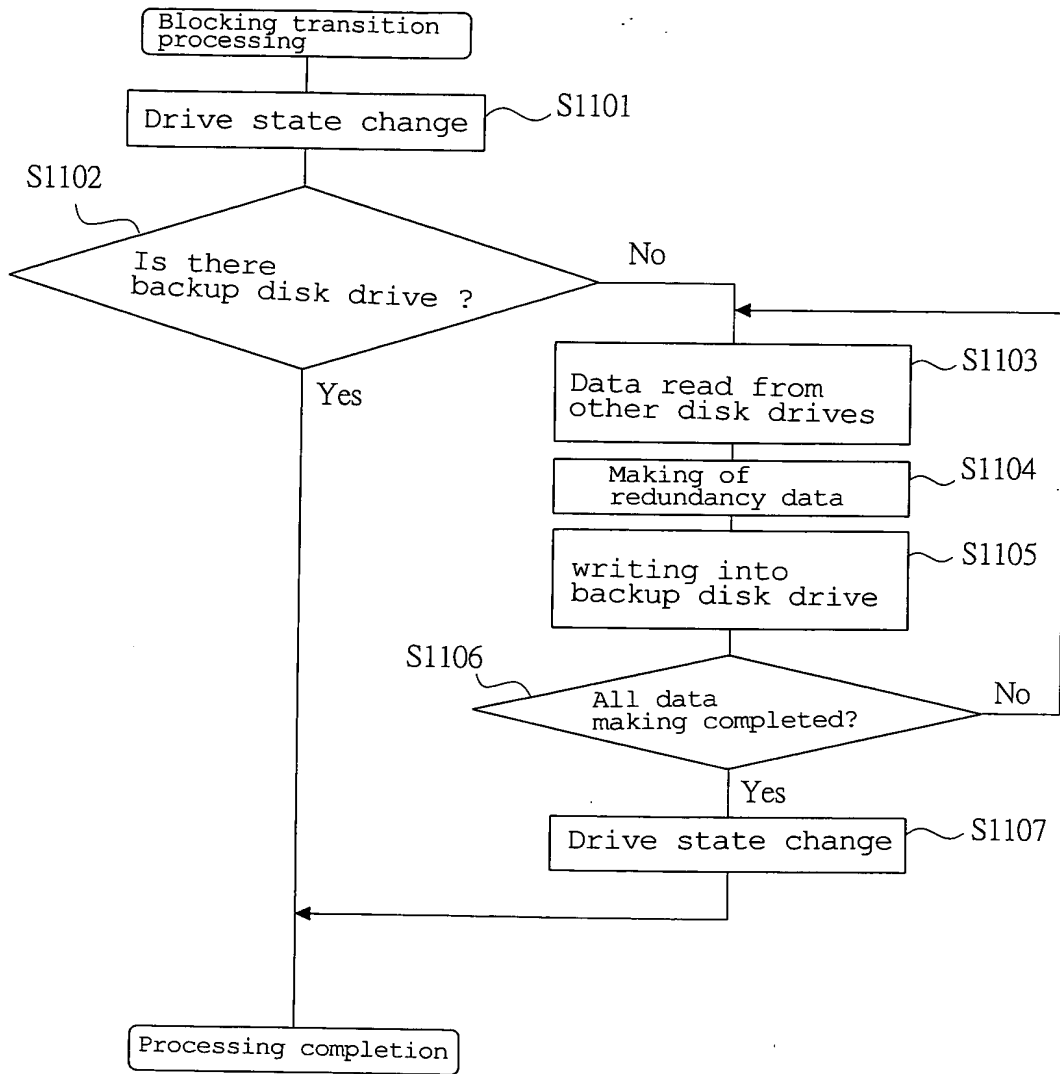 Blocking transition
processing
Drive state change
S1101
S1102
Is there
backup disk drive ?
No
Yes
Data read from
other disk drives
S1103
Making of
redundancy data
S1104
writing into
backup disk drive
S1105
S1106
All data
making completed?
No
Yes
Drive state change
S1107
Processing completion